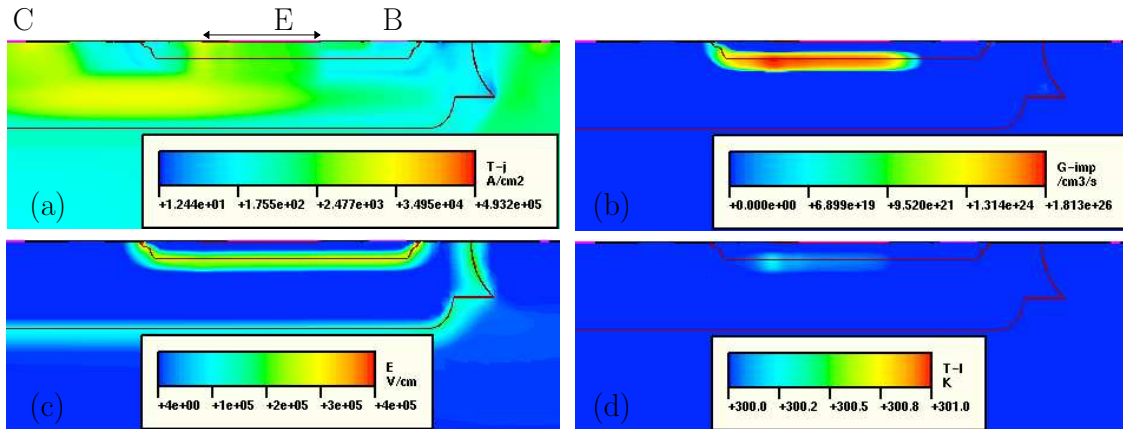 C E B
T-j
A/cm2
+1.244e+01 +1.755e+02 +2.477e+03 +3.495e+04 +4.932e+05
(a)
G-imp
/cm3/s
+0.000e+00 +6.899e+19 +9.520e+21 +1.314e+24 +1.813e+26
(b)
E
V/cm
+4e+00 +1e+05 +2e+05 +3e+05 +4e+05
(c)
T-l
K
+300.0 +300.2 +300.5 +300.8 +301.0
(d)